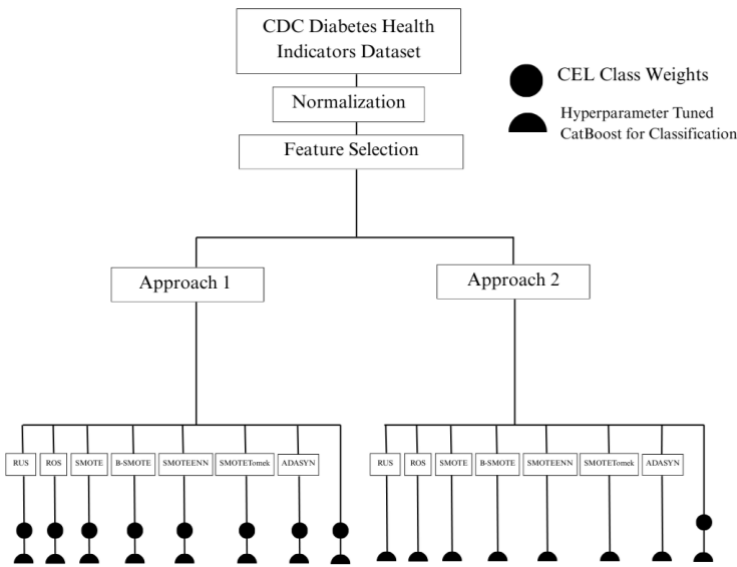 CDC Diabetes Health
Indicators Dataset
Normalization
Feature Selection
CEL Class Weights
Hyperparameter Tuned
CatBoost for Classification
Approach 1
Approach 2
RUS
ROS
SMOTE
B-SMOTE
SMOTEENN
SMOTETomek
ADASYN
RUS
ROS
SMOTE
B-SMOTE
SMOTEENN
SMOTETomek
ADASYN